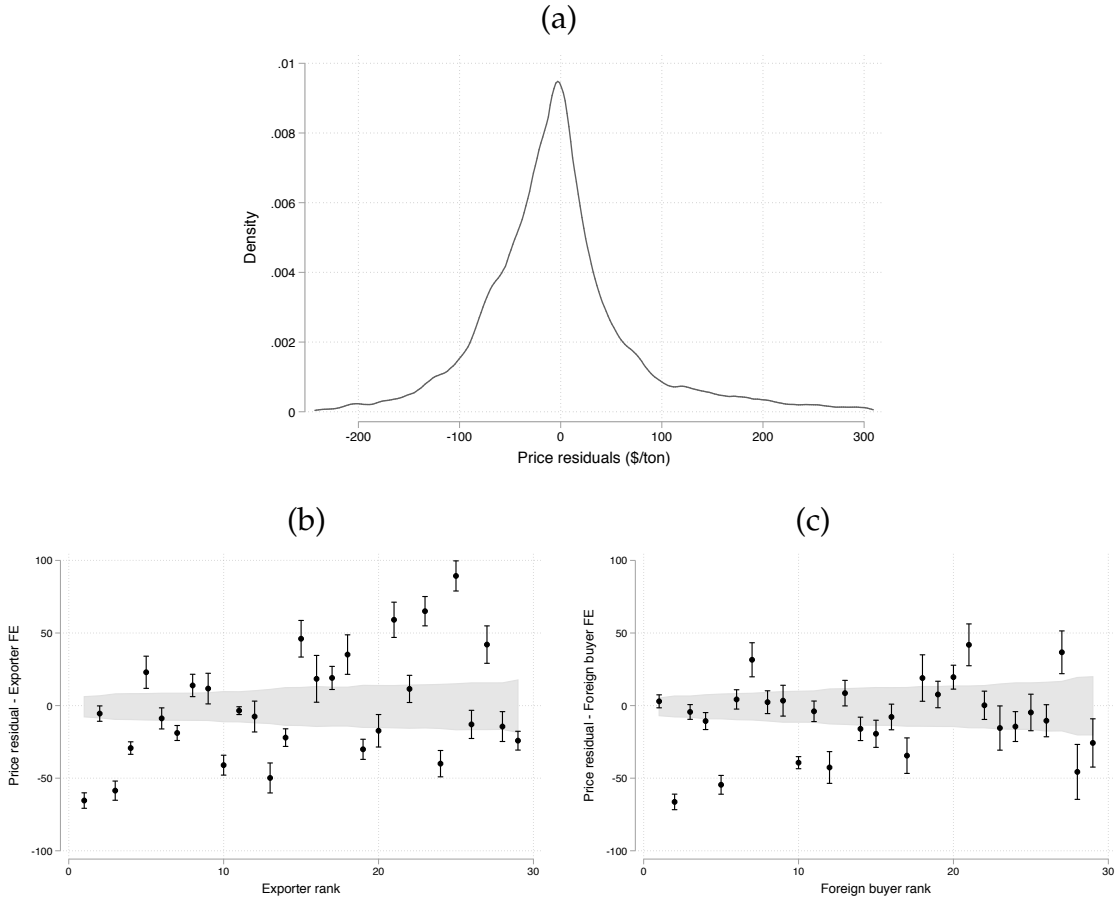 (a)
.01
.008
.006
.004
.002
0
Density
-200 -100 0 100 200 300
Price residuals ($/ton)
(b)
100
50
0
-50
-100
Price residual - Exporter FE
0 10 20 30
Exporter rank
(c)
100
50
0
-50
-100
Price residual - Foreign buyer FE
0 10 20 30
Foreign buyer rank